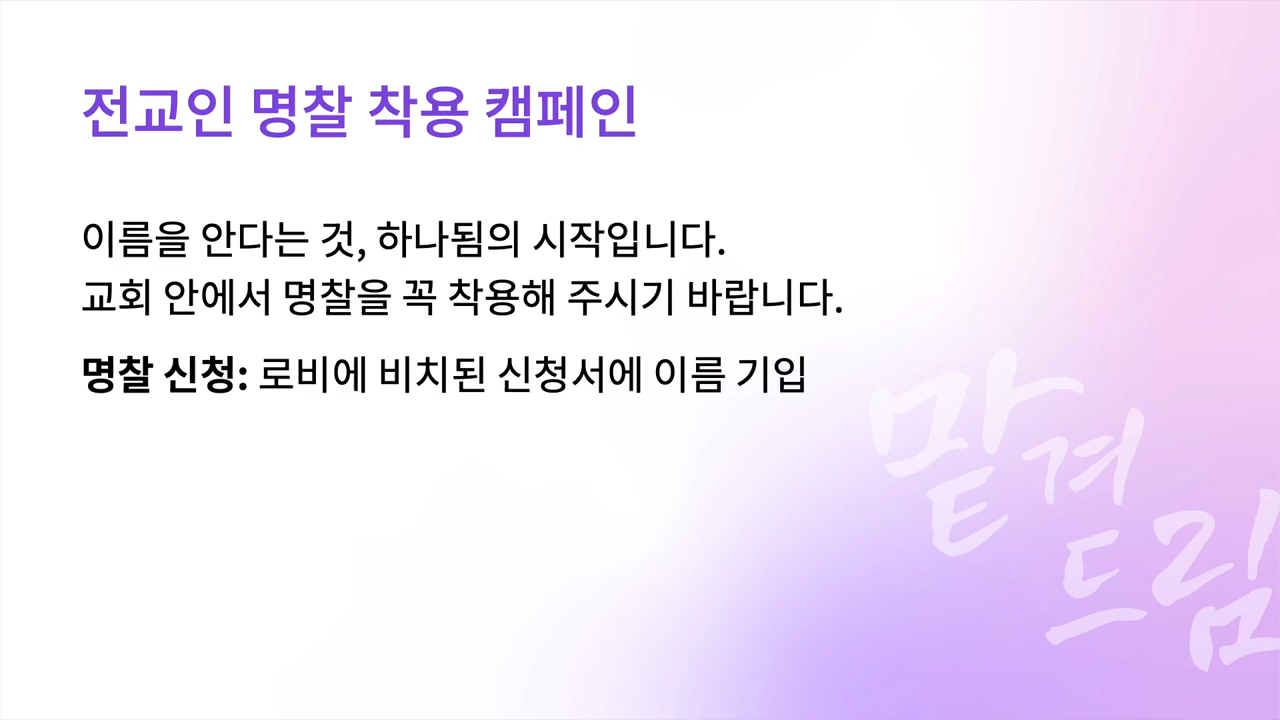 전교인 명찰 착용 캠페인
이름을 안다는 것, 하나됨의 시작입니다.
교회 안에서 명찰을 꼭 착용해 주시기 바랍니다.
명찰 신청: 로비에 비치된 신청서에 이름 기입
맡겨
드림